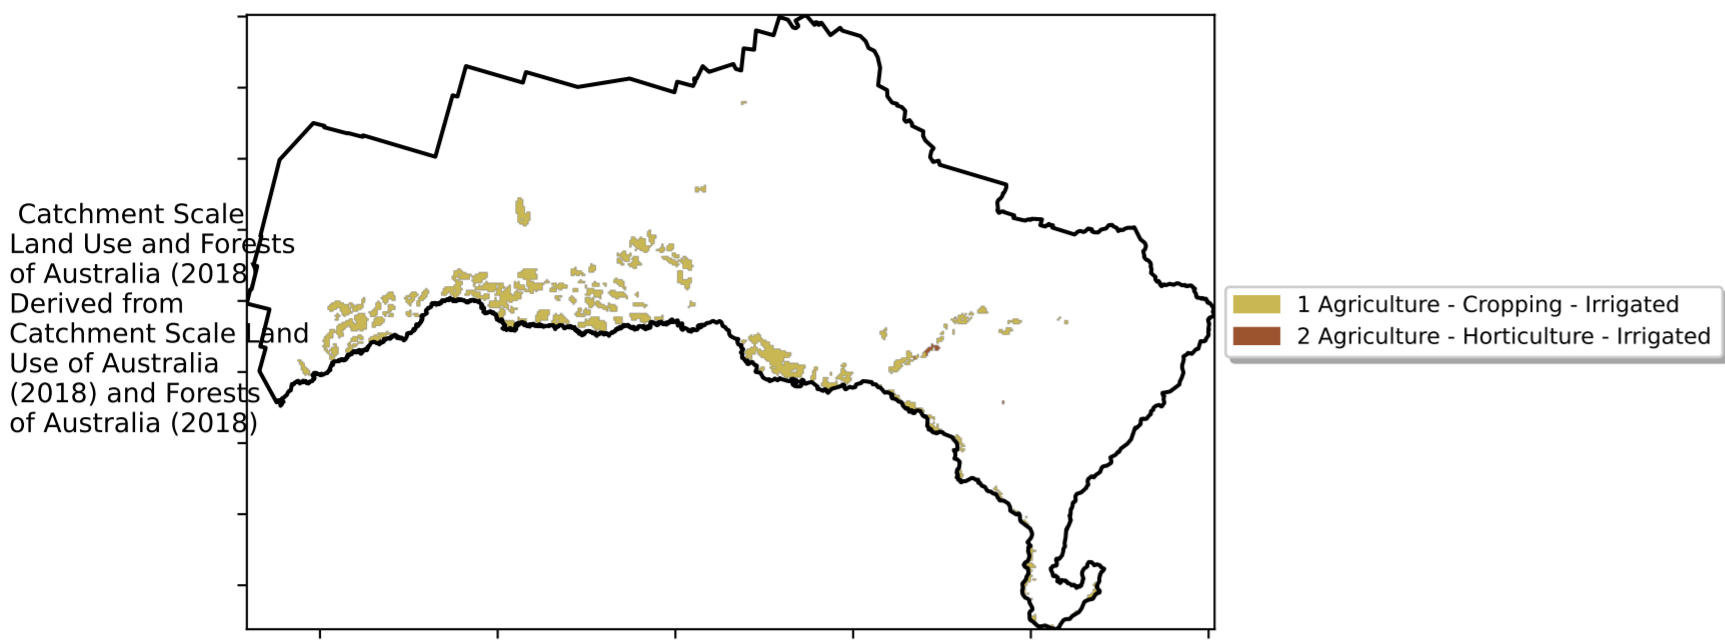 Catchment Scale
Land Use and Forests
of Australia (2018)
Derived from
Catchment Scale Land
Use of Australia
(2018) and Forests
of Australia (2018)
1 Agriculture - Cropping - Irrigated
2 Agriculture - Horticulture - Irrigated